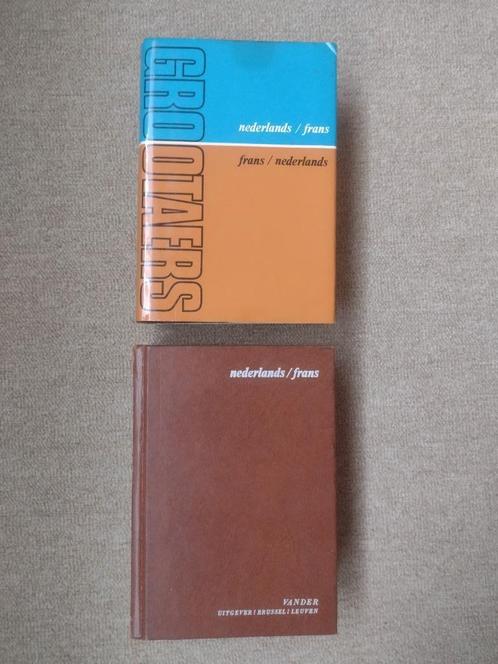 GROOTAERS
nederlands / frans
frans / nederlands
nederlands / frans
VANDER
UITGEVER / BRUSSEL / LEUVEN